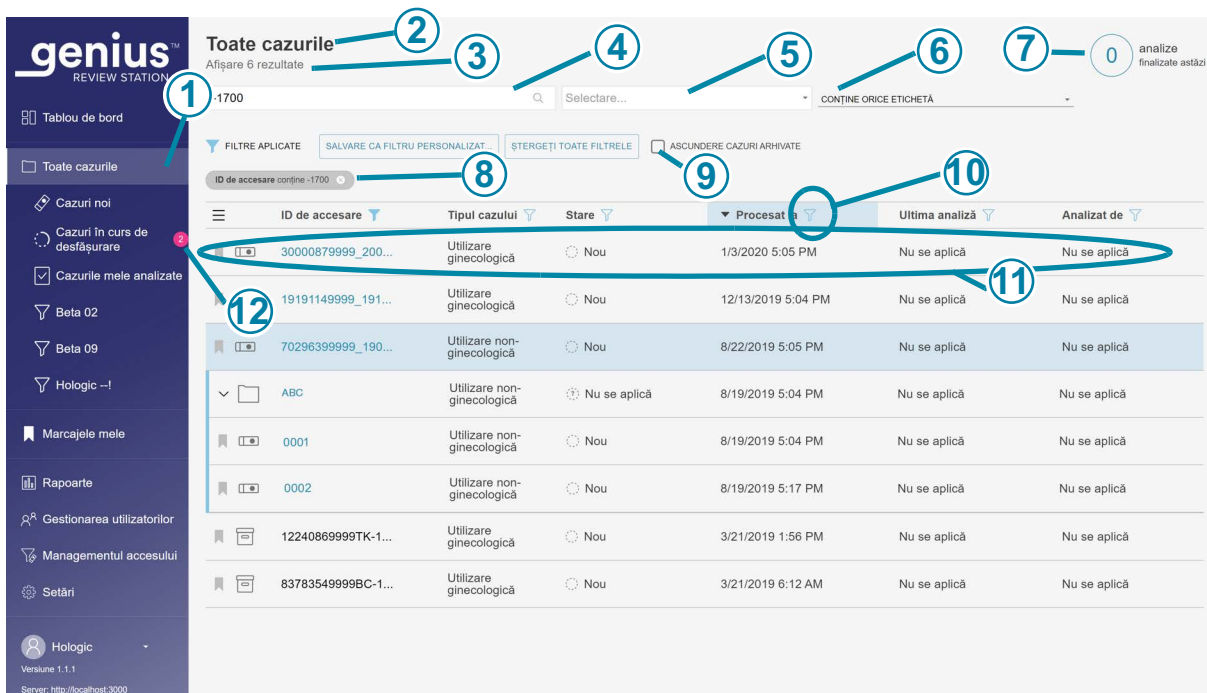 genius™
REVIEW STATION
Tablou de bord
Toate cazurile
Cazuri noi
Cazuri în curs de
desfășurare
2
Cazurile mele analizate
Beta 02
Beta 09
Hologic --!
Marcajele mele
Rapoarte
Gestionarea utilizatorilor
Managementul accesului
Setări
Hologic
Versiune 1.1.1
Server: http://localhost:3000
1
2
3
4
5
6
7
8
9
10
11
12
Toate cazurile
Afișare 6 rezultate
0
analize
finalizate astăzi
-1700
Selectare...
CONȚINE ORICE ETICHETĂ
FILTRE APLICATE
SALVARE CA FILTRU PERSONALIZAT...
ȘTERGEȚI TOATE FILTRELE
ASCUNDERE CAZURI ARHIVATE
ID de accesare conține -1700
ID de accesare Tipul cazului Stare Procesat la Ultima analiză Analizat de
30000879999_200... Utilizare ginecologică Nou 1/3/2020 5:05 PM Nu se aplică Nu se aplică
19191149999_191... Utilizare ginecologică Nou 12/13/2019 5:04 PM Nu se aplică Nu se aplică
70296399999_190... Utilizare non-ginecologică Nou 8/22/2019 5:05 PM Nu se aplică Nu se aplică
ABC Utilizare non-ginecologică Nu se aplică 8/19/2019 5:04 PM Nu se aplică Nu se aplică
0001 Utilizare non-ginecologică Nou 8/19/2019 5:04 PM Nu se aplică Nu se aplică
0002 Utilizare non-ginecologică Nou 8/19/2019 5:17 PM Nu se aplică Nu se aplică
12240869999TK-1... Utilizare ginecologică Nou 3/21/2019 1:56 PM Nu se aplică Nu se aplică
83783549999BC-1... Utilizare ginecologică Nou 3/21/2019 6:12 AM Nu se aplică Nu se aplică